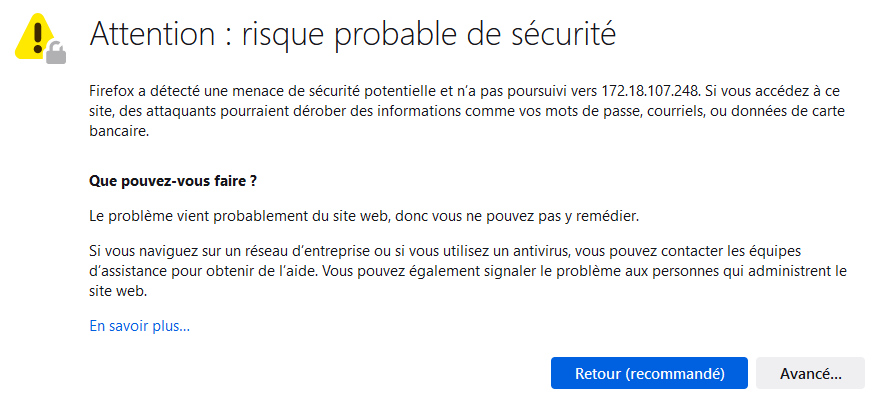 Attention : risque probable de sécurité
Firefox a détecté une menace de sécurité potentielle et n’a pas poursuivi vers 172.18.107.248. Si vous accédez à ce
site, des attaquants pourraient dérober des informations comme vos mots de passe, courriels, ou données de carte
bancaire.
Que pouvez-vous faire ?
Le problème vient probablement du site web, donc vous ne pouvez pas y remédier.
Si vous naviguez sur un réseau d’entreprise ou si vous utilisez un antivirus, vous pouvez contacter les équipes
d’assistance pour obtenir de l’aide. Vous pouvez également signaler le problème aux personnes qui administrent le
site web.
En savoir plus…
Retour (recommandé)
Avancé…